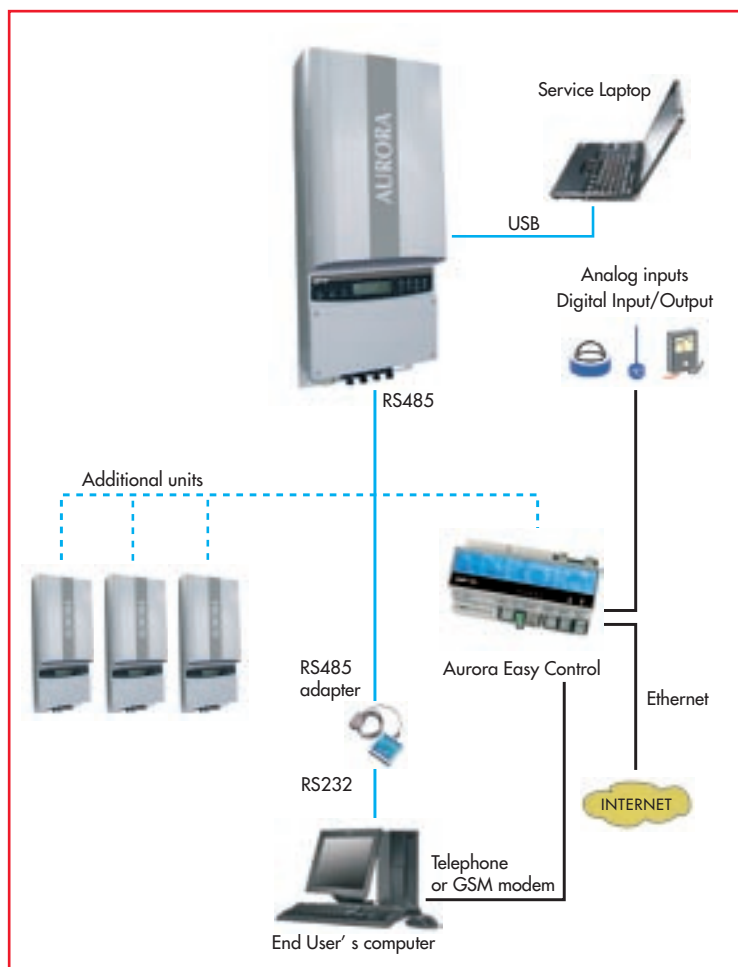 AURORA
Service Laptop
USB
Analog inputs
Digital Input/Output
RS485
Additional units
RS485
adapter
Aurora Easy Control
Ethernet
RS232
INTERNET
Telephone
or GSM modem
End User’ s computer